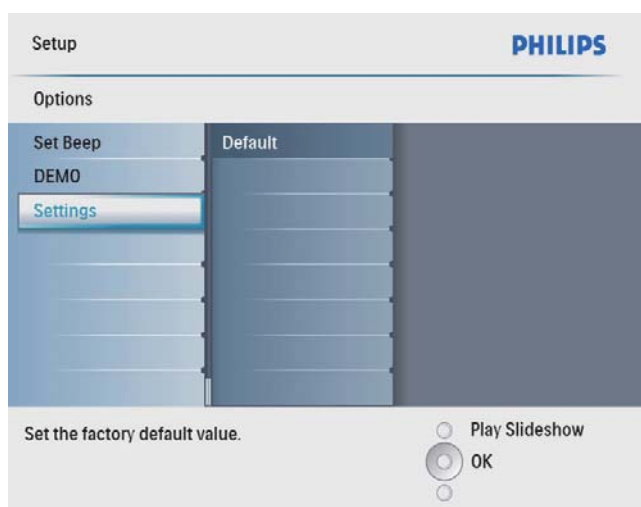 Setup
PHILIPS
Options
Set Beep
Default
DEMO
Settings
Set the factory default value.
Play Slideshow
OK